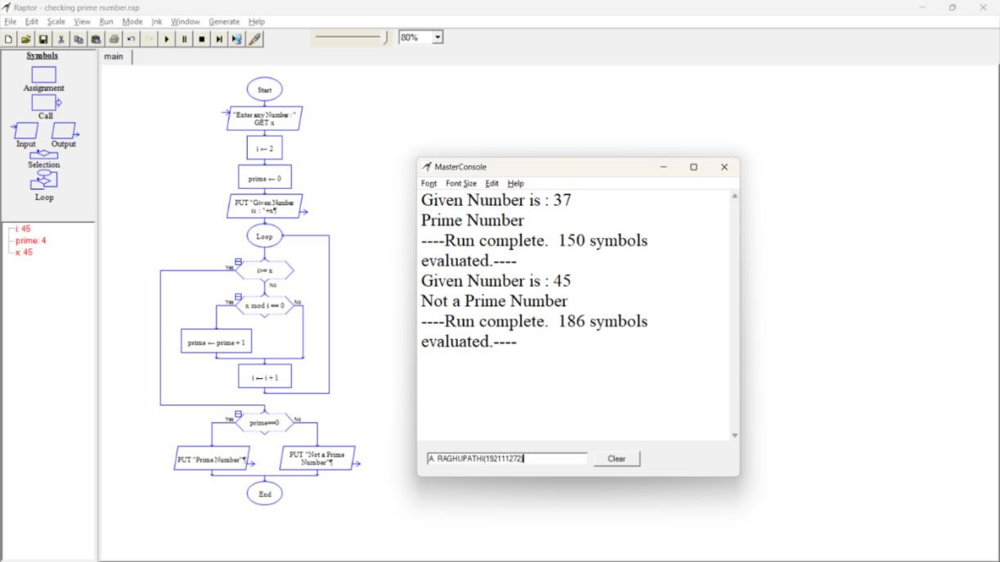 Raptor - checking prime number.rap
File Edit Scale View Run Mode Ink Window Generate Help
80%
Symbols
Assignment
Call
Input Output
Selection
Loop
i: 45
prime: 4
x: 45
main
Start
"Enter any Number : "
GET x
i ← 2
prime ← 0
PUT "Given Number
is : "+x¶
Loop
Yes
i>= x
No
Yes
x mod i == 0
No
prime ← prime + 1
i ← i + 1
Yes
prime==0
No
PUT "Prime Number"¶
PUT "Not a Prime
Number"¶
End
MasterConsole
Font Font Size Edit Help
Given Number is : 37
Prime Number
----Run complete.  150 symbols
evaluated.----
Given Number is : 45
Not a Prime Number
----Run complete.  186 symbols
evaluated.----
A. RAGHUPATHI(192111272)
Clear